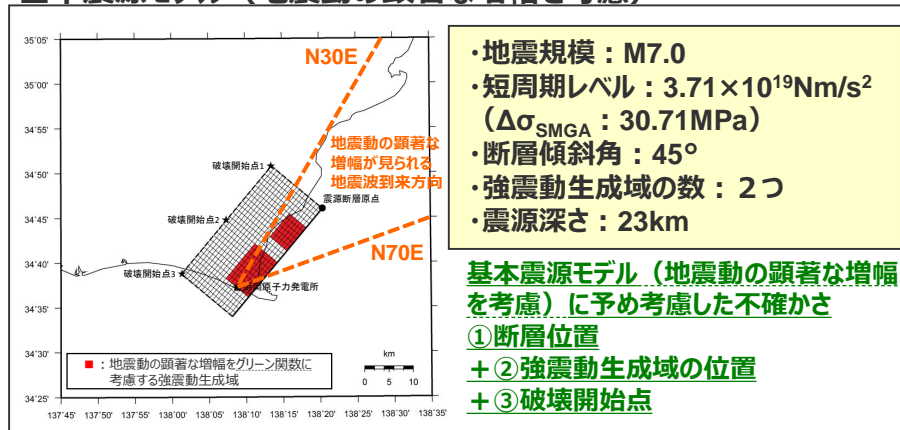 N30E
N70E
地震動の顕著な
増幅が見られる
地震波到来方向
破壊開始点1
震源断層原点
破壊開始点2
破壊開始点3
原子力発電所
■:地震動の顕著な増幅をグリーン関数に
考慮する強震動生成域
km
0 5 10
35˚05'
35˚00'
34˚55'
34˚50'
34˚45'
34˚40'
34˚35'
34˚30'
34˚25'
137˚45' 137˚50' 137˚55' 138˚00' 138˚05' 138˚10' 138˚15' 138˚20' 138˚25' 138˚30' 138˚35'
・地震規模:M7.0
・短周期レベル:3.71×10¹⁹Nm/s²
(ΔσSMGA:30.71MPa)
・断層傾斜角:45°
・強震動生成域の数:2つ
・震源深さ:23km
基本震源モデル(地震動の顕著な増幅
を考慮)に予め考慮した不確かさ
①断層位置
+②強震動生成域の位置
+③破壊開始点